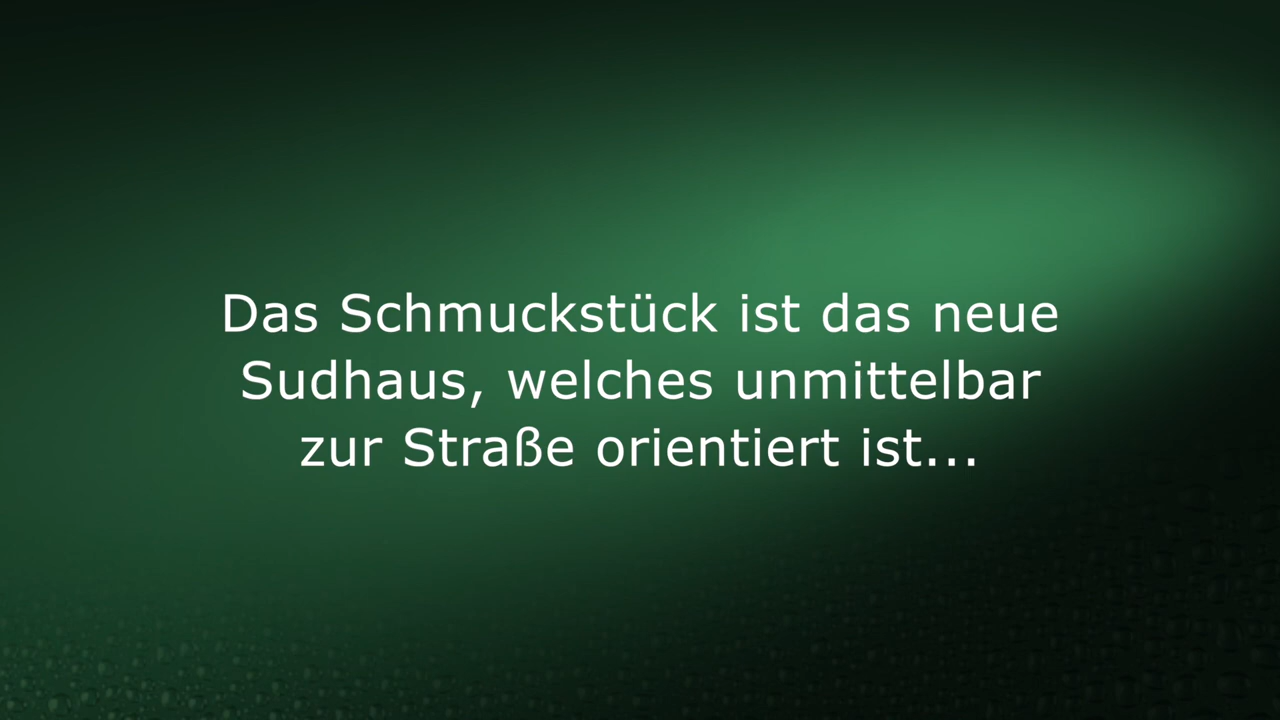 Das Schmuckstück ist das neue
Sudhaus, welches unmittelbar
zur Straße orientiert ist...